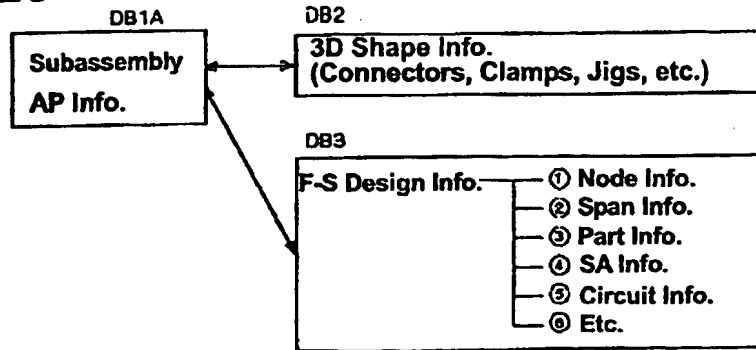 DB1A
Subassembly
AP Info.
DB2
3D Shape Info.
(Connectors, Clamps, Jigs, etc.)
DB3
F-S Design Info.
① Node Info.
② Span Info.
③ Part Info.
④ SA Info.
⑤ Circuit Info.
⑥ Etc.